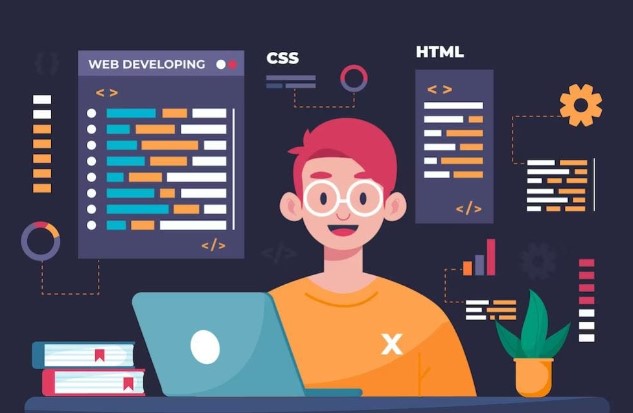 WEB DEVELOPING
CSS
HTML
< >
< >
</>
</>
</>
{ }
X